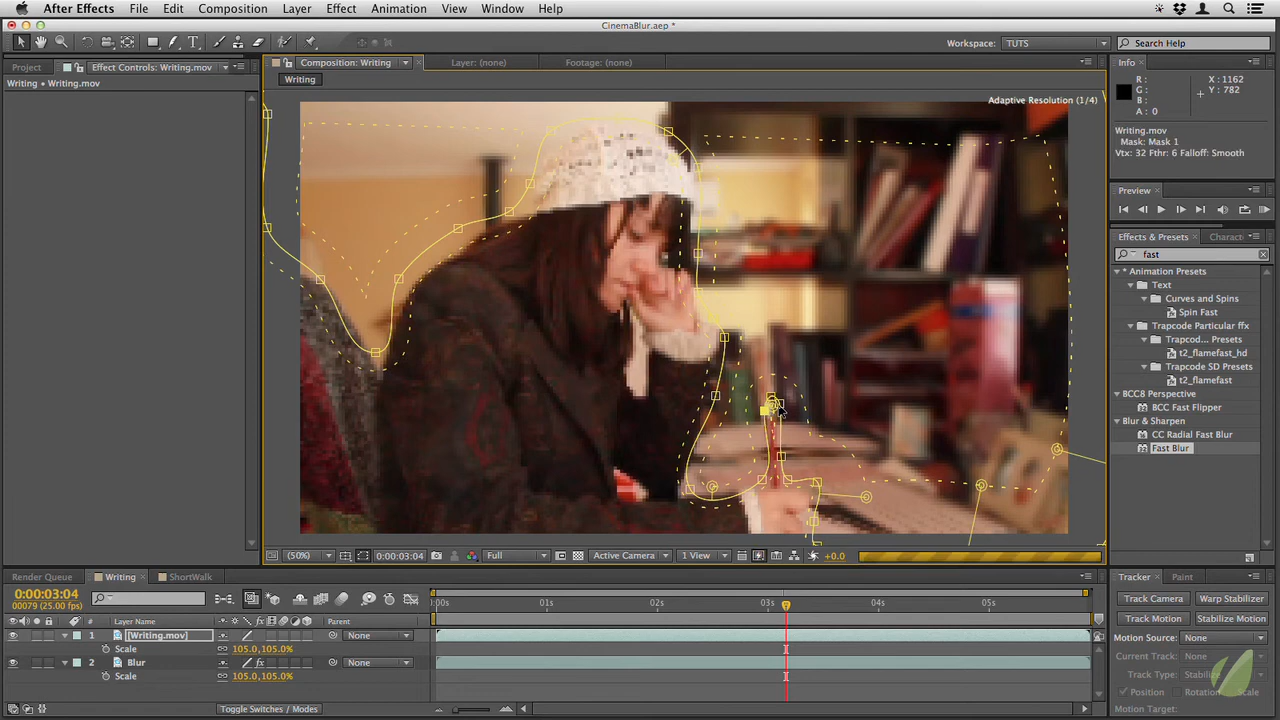 After Effects File Edit Composition Layer Effect Animation View Window Help
CinemaBlur.aep *
Workspace: TUTS Search Help
Project Effect Controls: Writing.mov Composition: Writing Layer: (none) Footage: (none) Info
Writing • Writing.mov Writing
R: X: 1162
G: Y: 782
B:
A: 0
Adaptive Resolution (1/4)
Writing.mov
Mask: Mask 1
Vtx: 32 Fthr: 6 Falloff: Smooth
Preview
Effects & Presets Charact
fast
* Animation Presets
Text
Curves and Spins
Spin Fast
Trapcode Particular ffx
Trapcod... Presets
t2_flamefast_hd
Trapcode SD Presets
t2_flamefast
BCC8 Perspective
BCC Fast Flipper
Blur & Sharpen
CC Radial Fast Blur
Fast Blur
(50%) 0:00:03:04 Full Active Camera 1 View +0.0
Render Queue Writing ShortWalk
0:00:03:04
00079 (25.00 fps)
:00s 01s 02s 03s 04s 05s
# Layer Name Parent
1 [Writing.mov] None
Scale 105.0,105.0%
2 Blur None
Scale 105.0,105.0%
Toggle Switches / Modes
Tracker Paint
Track Camera Warp Stabilizer
Track Motion Stabilize Motion
Motion Source: None
Current Track: None
Track Type: Stabilize
Position Rotation Scale
Motion Target: